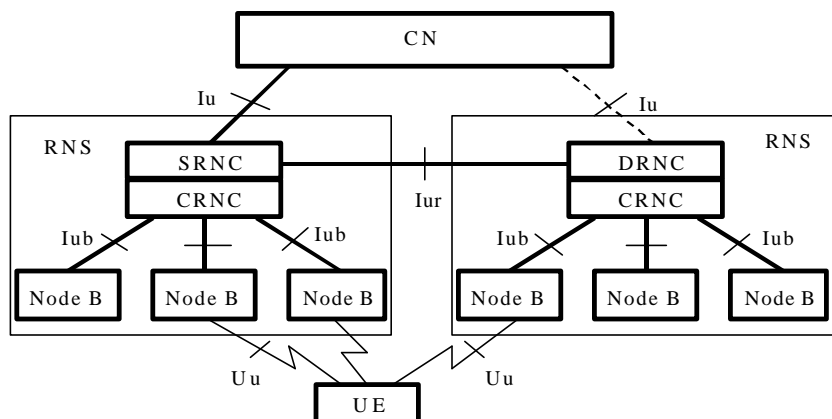 CN
Iu
Iu
RNS
RNS
SRNC
DRNC
CRNC
Iur
CRNC
Iub
Iub
Iub
Iub
Node B
Node B
Node B
Node B
Node B
Node B
Uu
Uu
UE